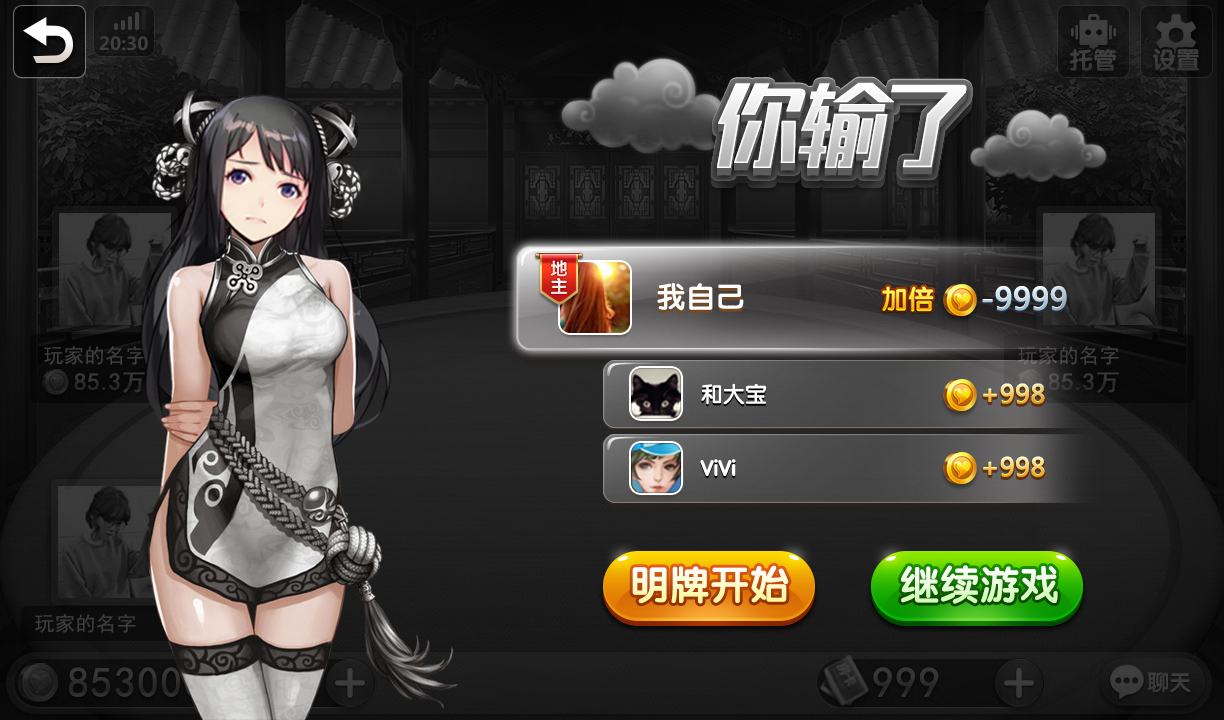 20:30
托管
设置
你输了
地主
我自己
加倍
-9999
玩家的名字
85.3万
玩家的名字
85.3万
和大宝
+998
ViVi
+998
明牌开始
继续游戏
玩家的名字
85300
999
聊天